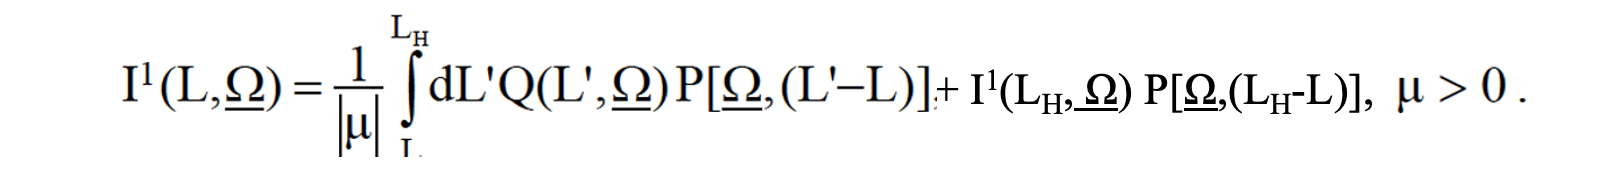 I¹(L,Ω) = 1/|μ| ∫_L^{L_H} dL'Q(L',Ω)P[Ω,(L'−L)] + I¹(L_H, Ω) P[Ω,(L_H-L)], μ > 0 .